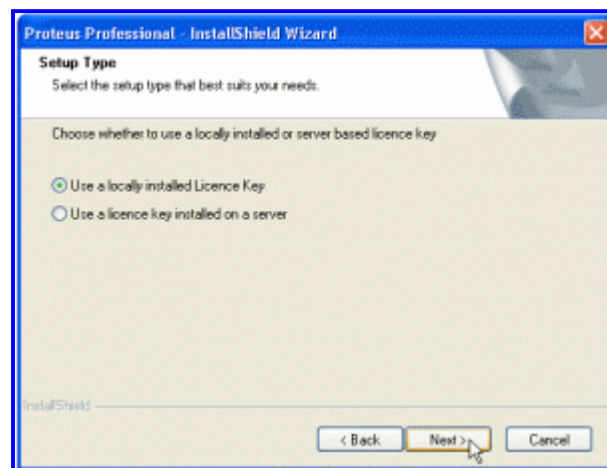 Proteus Professional - InstallShield Wizard
Setup Type
Select the setup type that best suits your needs.
Choose whether to use a locally installed or server based licence key
Use a locally installed Licence Key
Use a licence key installed on a server
InstallShield
< Back Next > Cancel